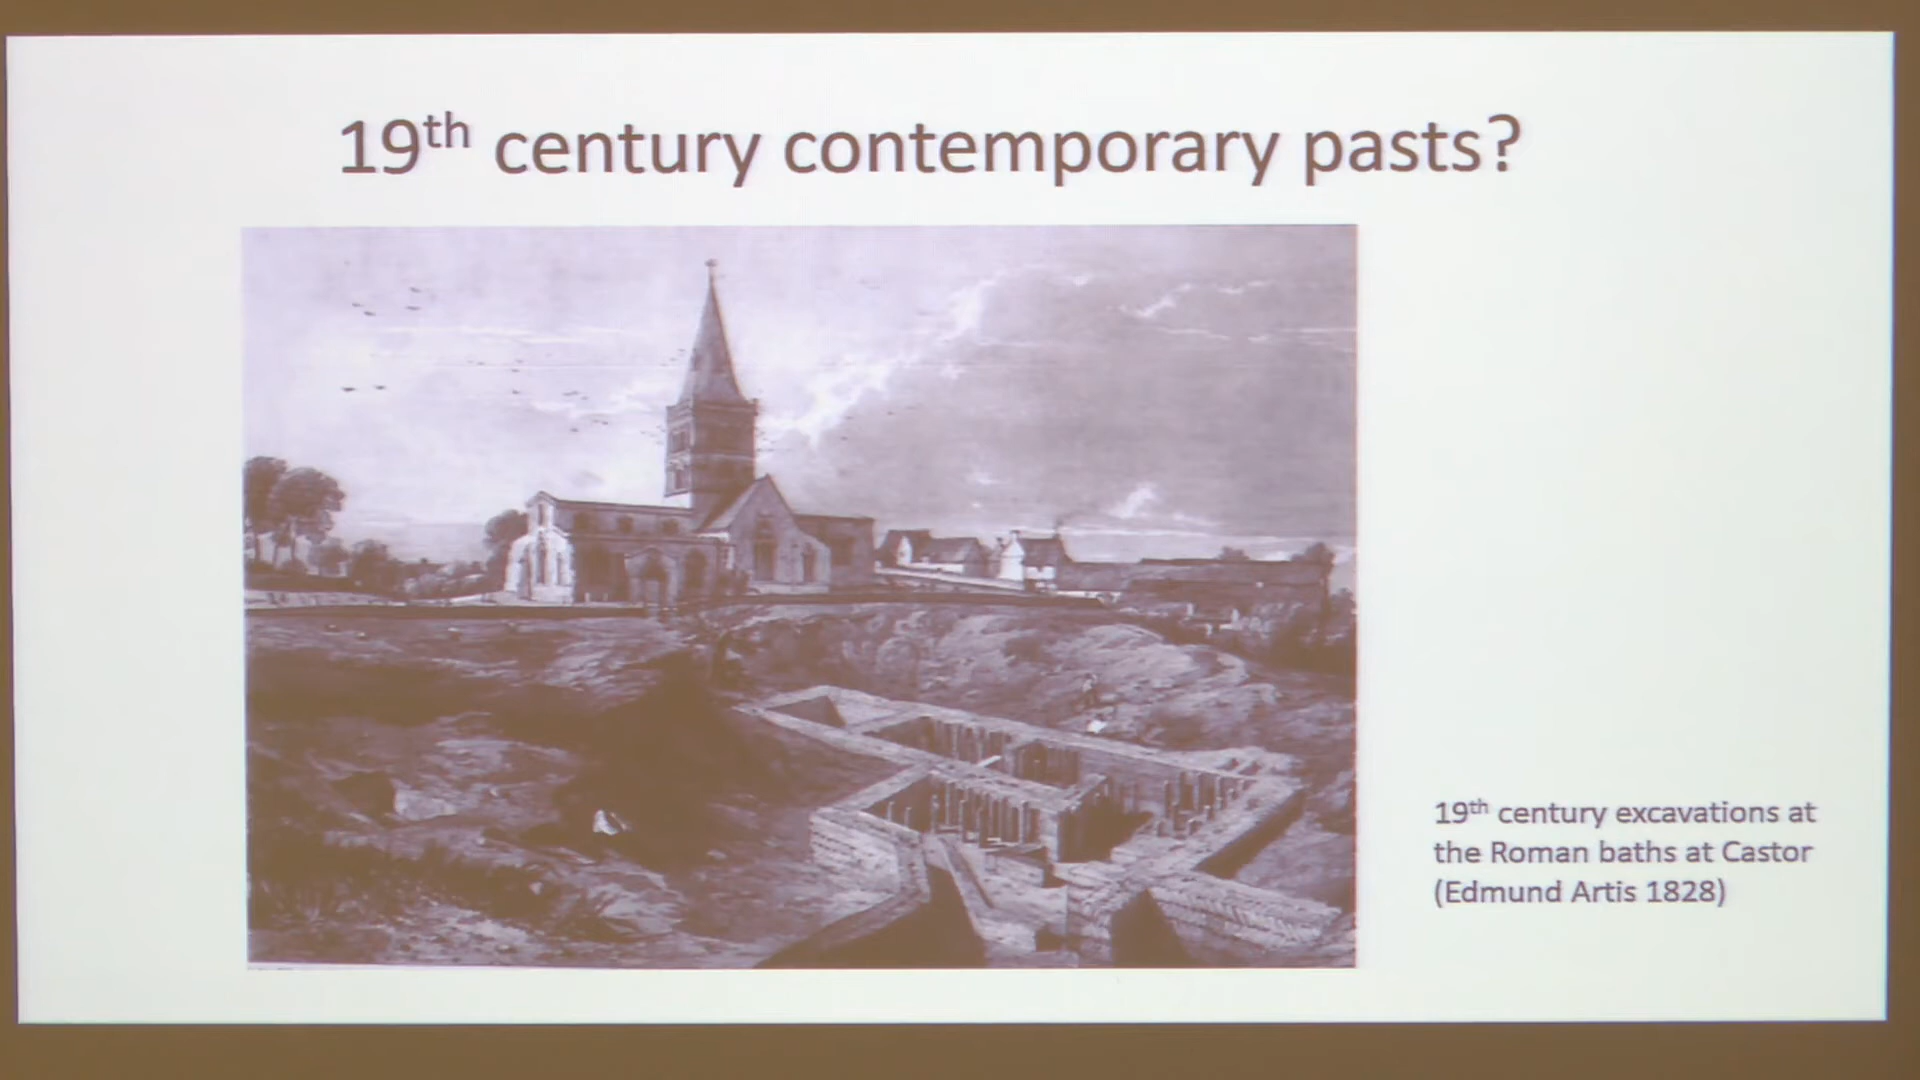 19th century contemporary pasts?
19th century excavations at
the Roman baths at Castor
(Edmund Artis 1828)